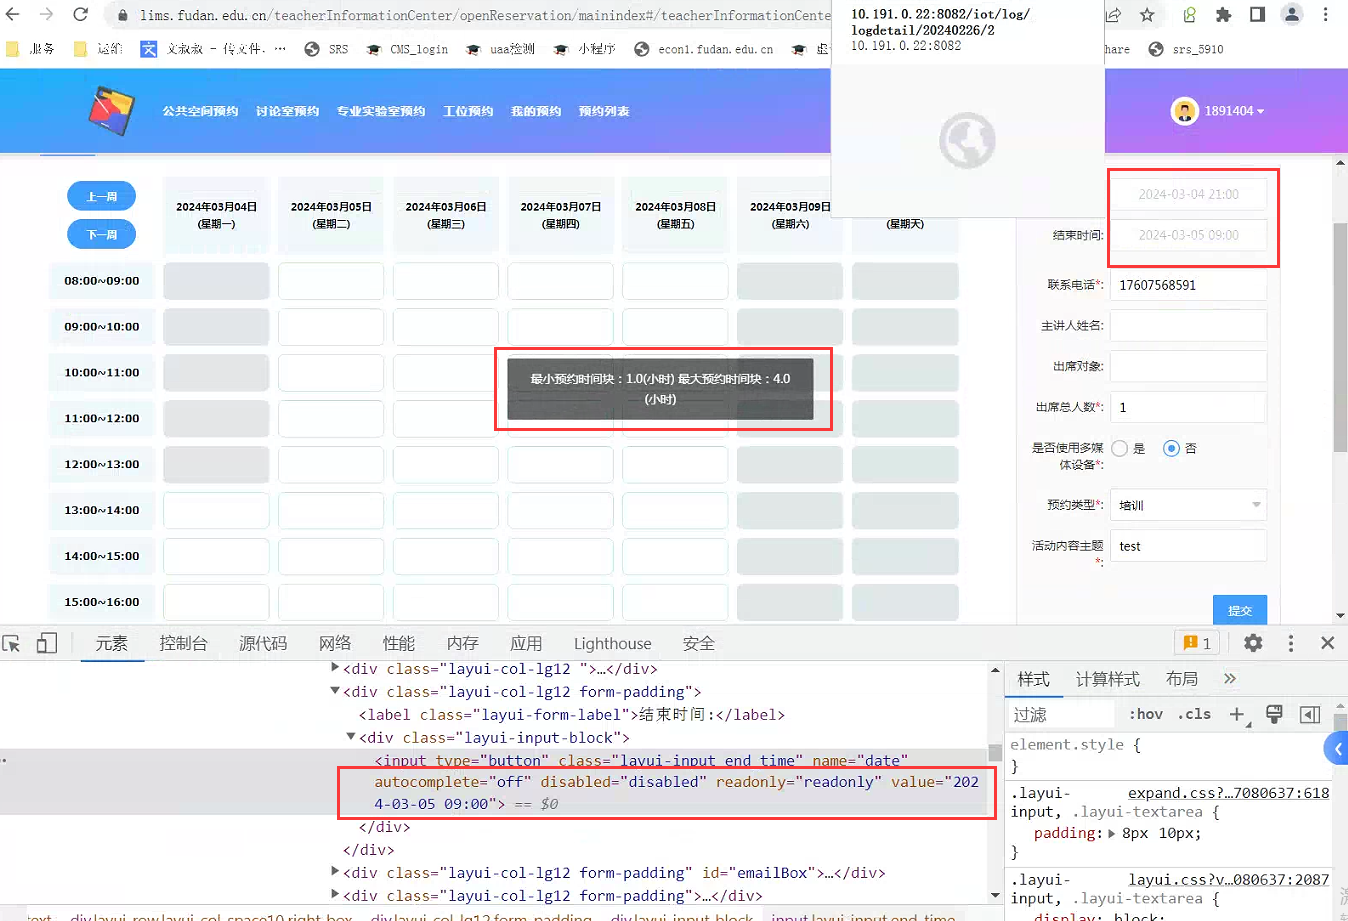 lims.fudan.edu.cn/teacherInformationCenter/openReservation/mainindex#/teacherInformationCente
10.191.0.22:8082/iot/log/
logdetail/20240226/2
10.191.0.22:8082
服务 运维 文叔叔 - 传文件· ··· SRS CMS_login uaa检测 小程序 econ1.fudan.edu.cn 虚 hare srs_5910
公共空间预约 讨论室预约 专业实验室预约 工位预约 我的预约 预约列表 1891404
上一周
下一周
2024年03月04日
(星期一)
2024年03月05日
(星期二)
2024年03月06日
(星期三)
2024年03月07日
(星期四)
2024年03月08日
(星期五)
2024年03月09日
(星期六)
(星期天)
08:00~09:00
09:00~10:00
10:00~11:00
11:00~12:00
12:00~13:00
13:00~14:00
14:00~15:00
15:00~16:00
最小预约时间块：1.0(小时) 最大预约时间块：4.0
(小时)
2024-03-04 21:00
结束时间: 2024-03-05 09:00
联系电话*: 17607568591
主讲人姓名:
出席对象:
出席总人数*: 1
是否使用多媒
体设备*:
是 否
预约类型*: 培训
活动内容主题
*:
test
提交
元素 控制台 源代码 网络 性能 内存 应用 Lighthouse 安全 1
<div class="layui-col-lg12 ">…</div>
<div class="layui-col-lg12 form-padding">
<label class="layui-form-label">结束时间:</label>
<div class="layui-input-block">
<input type="button" class="layui-input end_time" name="date"
autocomplete="off" disabled="disabled" readonly="readonly" value="202
4-03-05 09:00"> == $0
</div>
</div>
<div class="layui-col-lg12 form-padding" id="emailBox">…</div>
<div class="layui-col-lg12 form-padding">…</div>
text div.layui-row.layui-col-space10.right-box div.layui-col-lg12.form-padding div.layui-input-block input.layui-input.end_time
样式 计算样式 布局 »
过滤 :hov .cls +
element.style {
}
.layui- expand.css?…7080637:618
input, .layui-textarea {
padding: 8px 10px;
}
.layui- layui.css?v…080637:2087
input, .layui-textarea {
display: block;